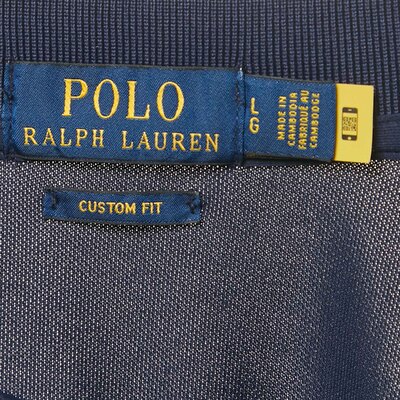 POLO
RALPH LAUREN
L
G
MADE IN
CAMBODIA
FABRIQUÉ AU
CAMBODGE
CUSTOM FIT